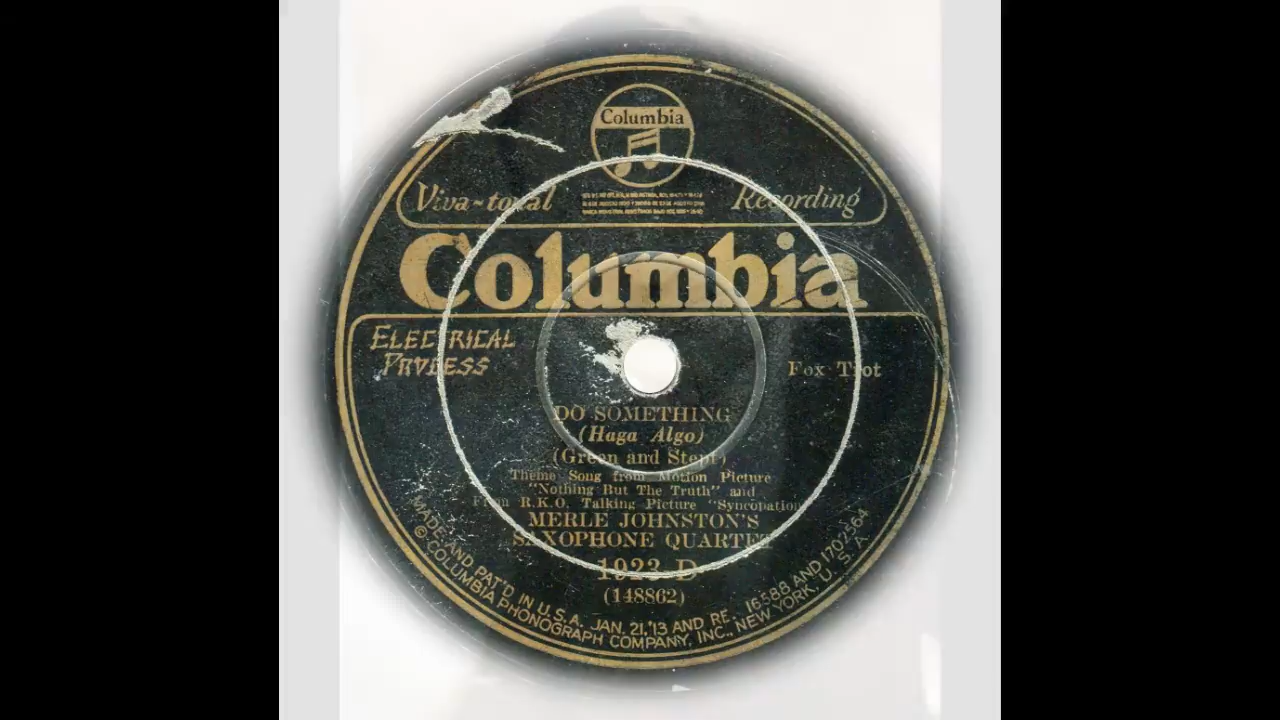 Columbia
Viva-tonal Recording
Columbia
ELECTRICAL
PROCESS
Fox Trot
DO SOMETHING
(Haga Algo)
(Green and Stept)
Theme Song from Motion Picture
"Nothing But The Truth" and
From R.K.O. Talking Picture "Syncopation"
MERLE JOHNSTON'S
SAXOPHONE QUARTET
1923-D
(148862)
MADE AND PAT'D IN U.S.A. JAN. 21,'13 AND RE. 16588 AND 1702564
© COLUMBIA PHONOGRAPH COMPANY, INC., NEW YORK, U. S. A.